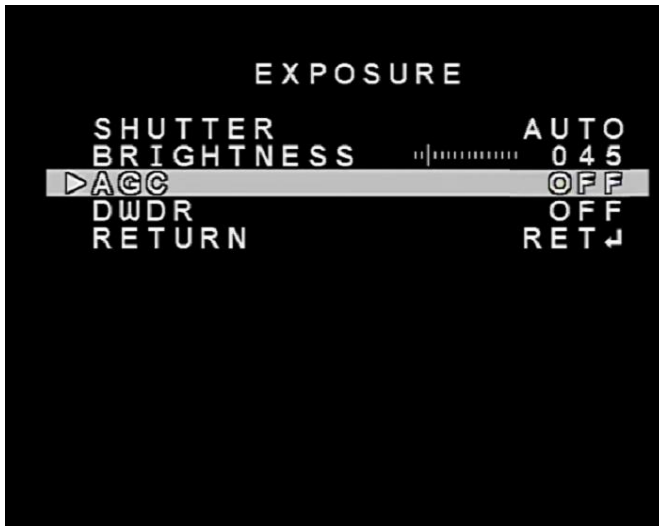 EXPOSURE
SHUTTER AUTO
BRIGHTNESS 045
AGC OFF
DWDR OFF
RETURN RET↲